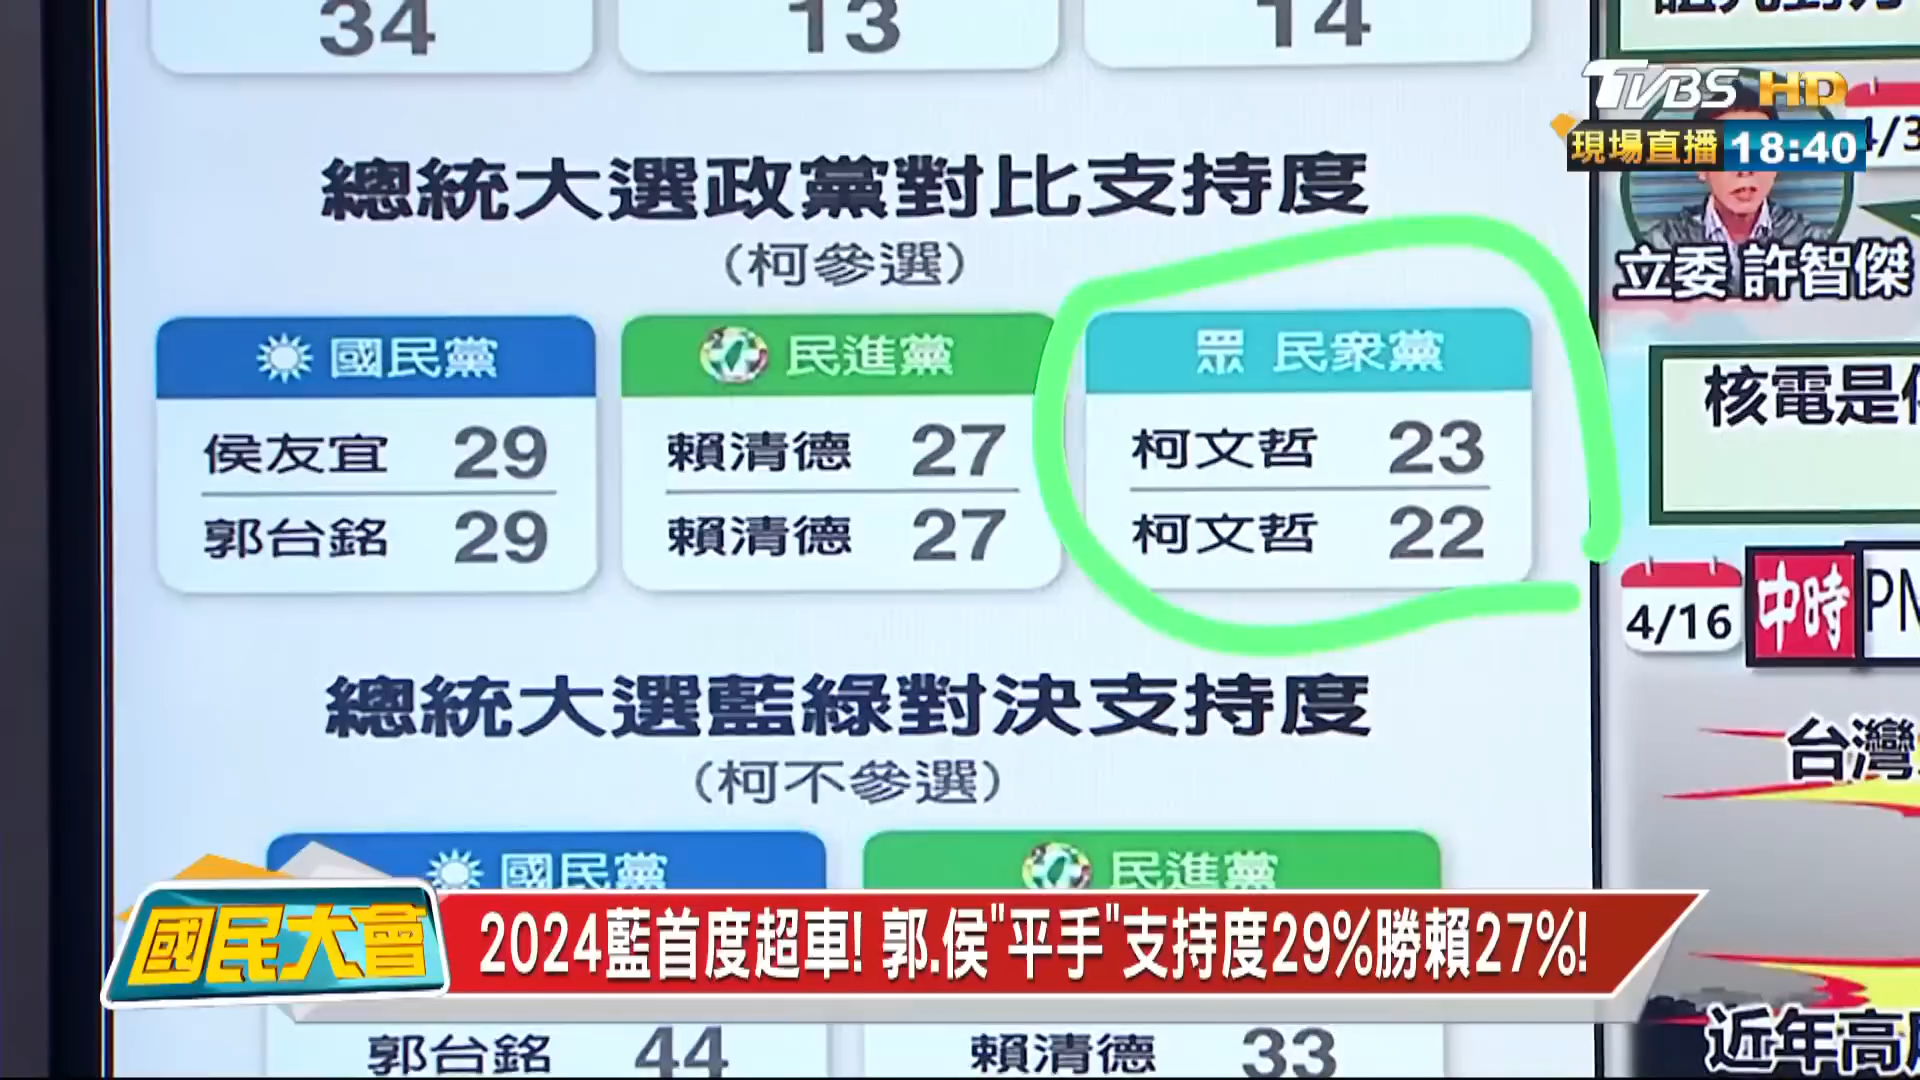 34 13 14
總統大選政黨對比支持度
(柯參選)
國民黨
侯友宜 29
郭台銘 29
民進黨
賴清德 27
賴清德 27
眾 民眾黨
柯文哲 23
柯文哲 22
總統大選藍綠對決支持度
(柯不參選)
國民黨
郭台銘 44
民進黨
賴清德 33
TVBS HD
現場直播 18:40
4/3
立委 許智傑
核電是
4/16 中時
台灣
近年高
國民大會
2024藍首度超車! 郭.侯"平手"支持度29%勝賴27%!